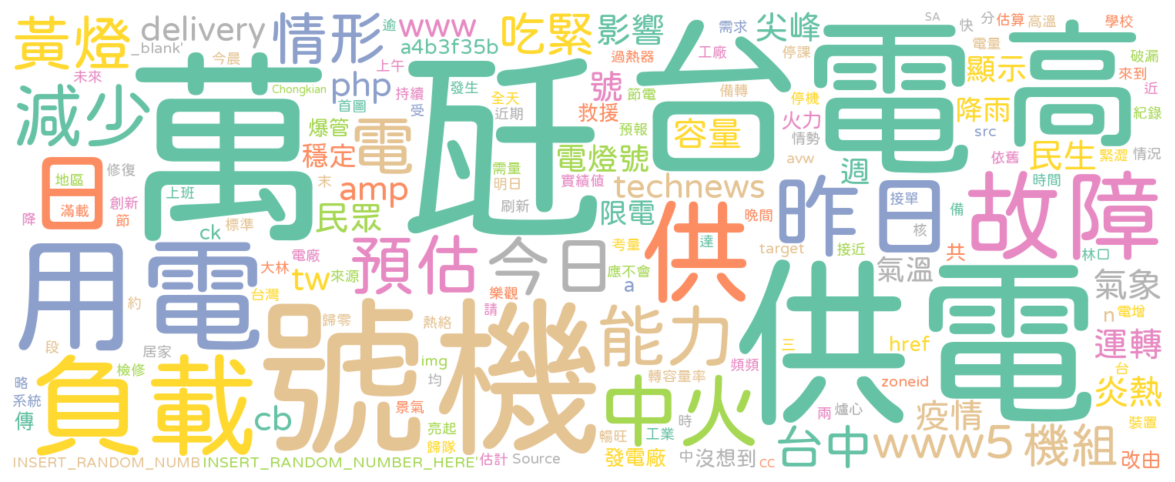 黃燈
delivery
_blank'
今晨
情形
逾
www
a4b3f35b
吃緊
影響
過熱器
需求
尖峰
停課
工廠
SA
快
分
估算
高溫
學校
電量
破漏
顯示
來到
近
未來
減少
萬
瓩
台電
高
Chongkian
php
上午
首圖
持續
發生
受
全天
近期
號
救援
節電
預報
容量
備轉
停機
火力
情勢
降雨
src
民生
紀錄
緊澀
情況
依舊
爆管
穩定
電
amp
電燈號
需量
明日
實績值
刷新
technews
avw
週
時間
日
地區
滿載
修復
創新
降
節
上班
標準
末
ck
民眾
限電
供
昨日
接單
備
核
故障
用電
大林
電廠
台灣
約
段
居家
預估
tw
來源
今日
考量
應不會
a
樂觀
請
晚間
達
target
接近
氣溫
共
林口
氣象
n
電增
供電
號機
歸零
熱絡
img
均
能力
三
href
運轉
台
炎熱
負載
略
系統
檢修
傳
cb
景氣
亮起
歸隊
中火
轉容量率
頻頻
時
暢旺
工業
zoneid
兩
爐心
疫情
裝置
INSERT_RANDOM_NUMB
INSERT_RANDOM_NUMBER_HERE'
估計
Source
發電廠
中
沒想到
cc
台中
www5
機組
改由